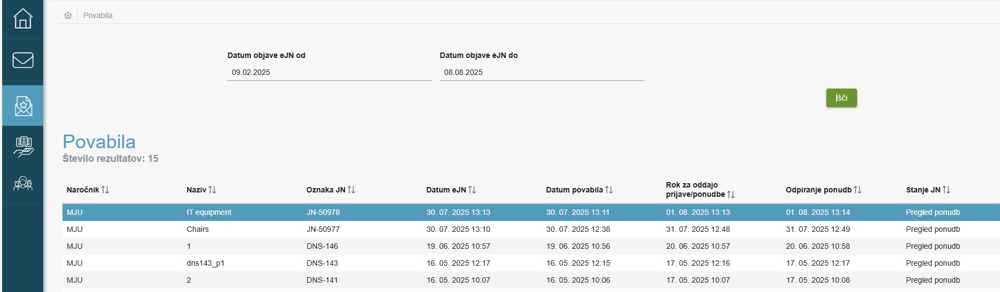 Povabila
Datum objave eJN od Datum objave eJN do
09.02.2025 08.08.2025
Išči
Povabila
Število rezultatov: 15
Naročnik Naziv Oznaka JN Datum eJN Datum povabila Rok za oddajo prijave/ponudbe Odpiranje ponudb Stanje JN
MJU IT equipment JN-50978 30. 07. 2025 13:13 30. 07. 2025 13:11 01. 08. 2025 13:13 01. 08. 2025 13:14 Pregled ponudb
MJU Chairs JN-50977 30. 07. 2025 13:10 30. 07. 2025 12:38 31. 07. 2025 12:48 31. 07. 2025 12:49 Pregled ponudb
MJU 1 DNS-146 19. 06. 2025 10:57 19. 06. 2025 10:56 20. 06. 2025 10:57 20. 06. 2025 10:58 Pregled ponudb
MJU dns143_p1 DNS-143 16. 05. 2025 12:17 16. 05. 2025 12:15 17. 05. 2025 12:16 17. 05. 2025 12:17 Pregled ponudb
MJU 2 DNS-141 16. 05. 2025 10:07 16. 05. 2025 10:06 17. 05. 2025 10:07 17. 05. 2025 10:08 Pregled ponudb